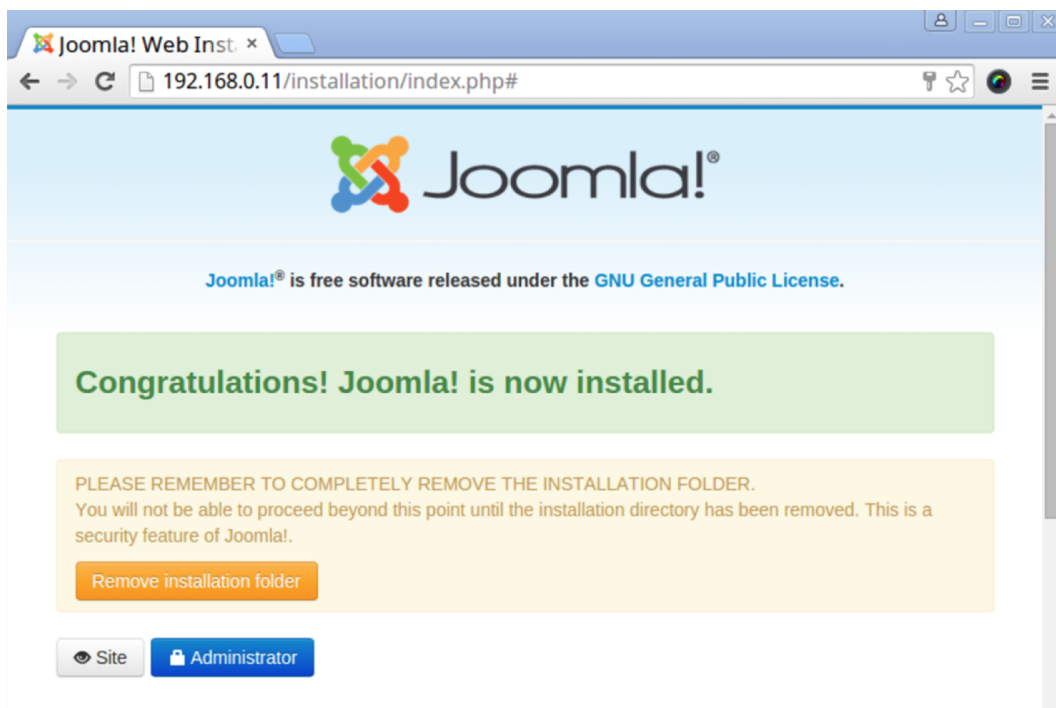 Joomla! Web Inst
192.168.0.11/installation/index.php#
Joomla!®
Joomla!® is free software released under the GNU General Public License.
Congratulations! Joomla! is now installed.
PLEASE REMEMBER TO COMPLETELY REMOVE THE INSTALLATION FOLDER.
You will not be able to proceed beyond this point until the installation directory has been removed. This is a
security feature of Joomla!.
Remove installation folder
Site Administrator